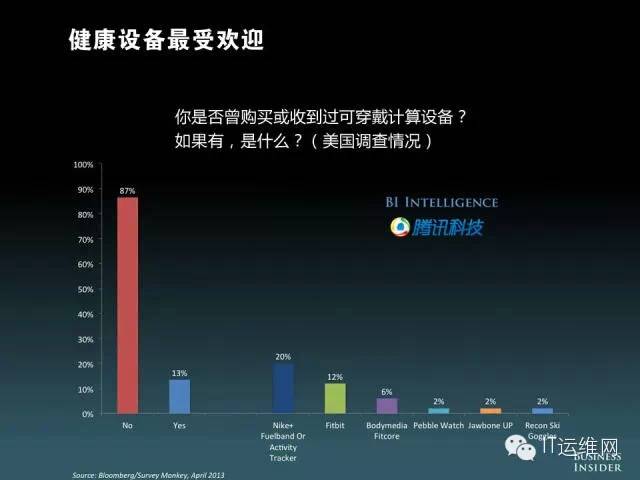 健康设备最受欢迎
你是否曾购买或收到过可穿戴计算设备？
如果有，是什么？（美国调查情况）
100%
90%
80%
70%
60%
50%
40%
30%
20%
10%
0%
BI INTELLIGENCE
腾讯科技
87%
13%
20%
12%
6%
2%
2%
2%
No
Yes
Nike+
Fuelband Or
Activity
Tracker
Fitbit
Bodymedia
Fitcore
Pebble Watch
Jawbone UP
Recon Ski
Goggles
IT运维网
Source: Bloomberg/Survey Monkey, April 2013
BUSINESS
INSIDER